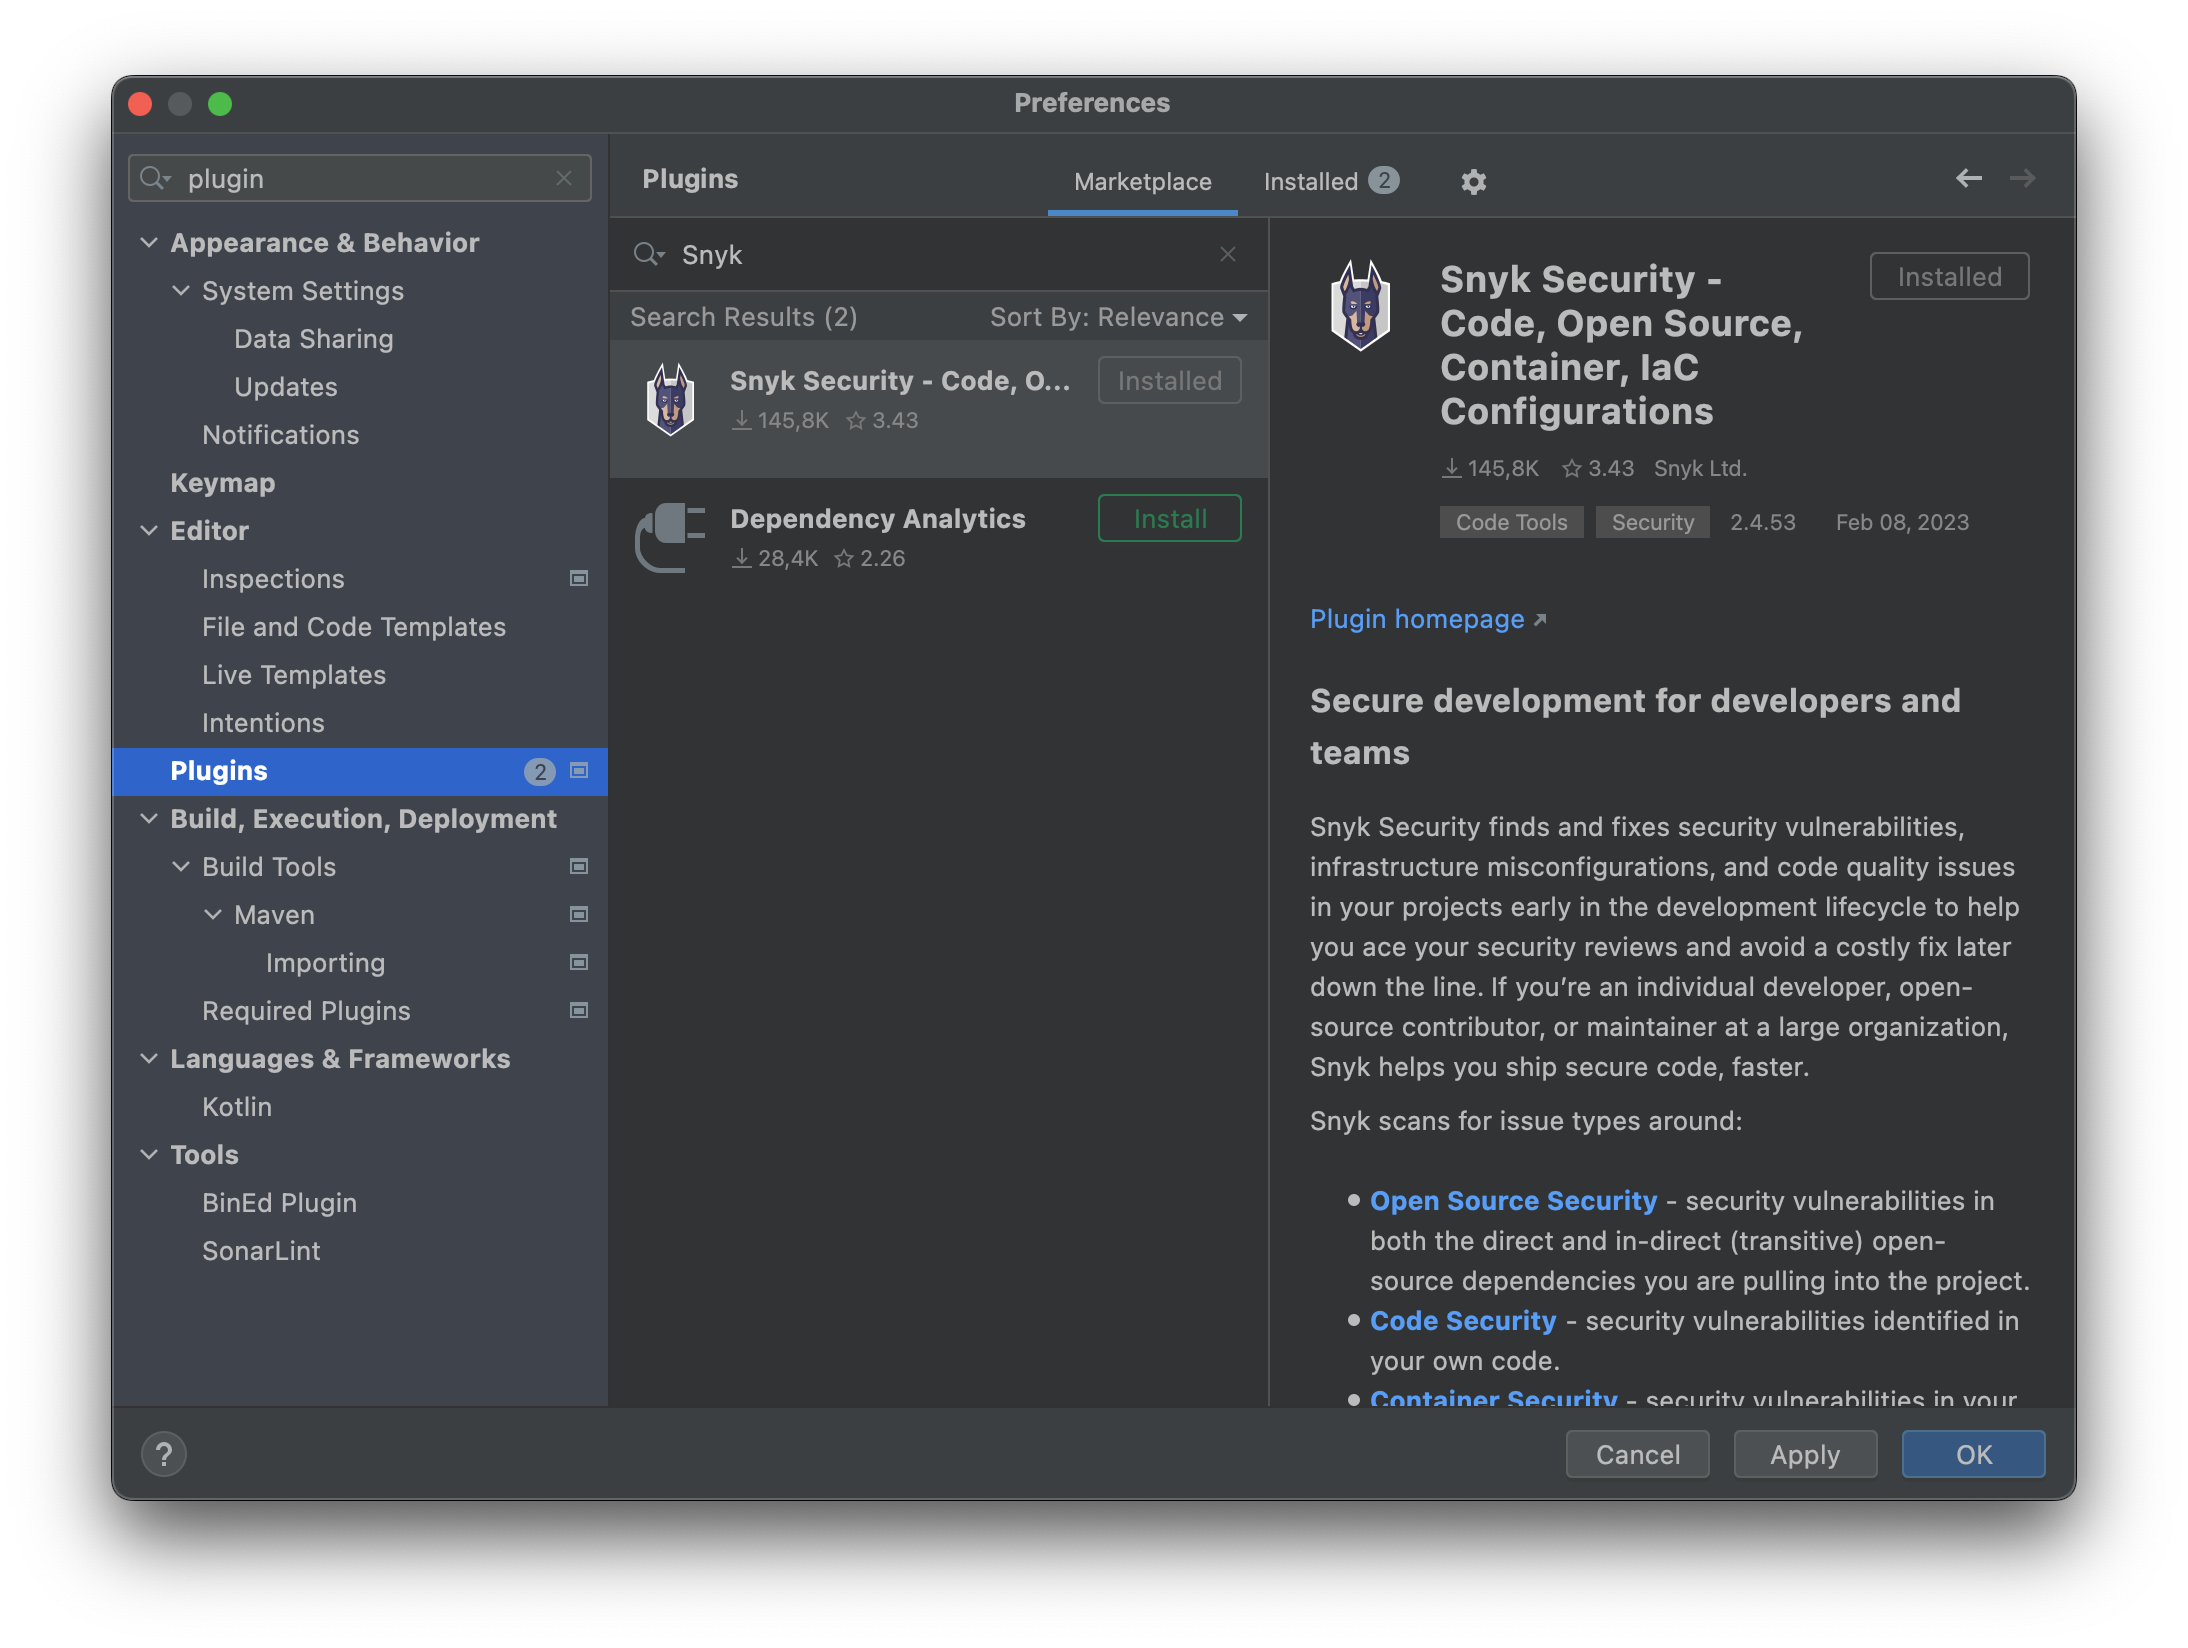 Preferences
plugin
Appearance & Behavior
System Settings
Data Sharing
Updates
Notifications
Keymap
Editor
Inspections
File and Code Templates
Live Templates
Intentions
Plugins 2
Build, Execution, Deployment
Build Tools
Maven
Importing
Required Plugins
Languages & Frameworks
Kotlin
Tools
BinEd Plugin
SonarLint
Plugins
Marketplace
Installed 2
Snyk
Search Results (2)
Sort By: Relevance
Snyk Security - Code, O...
Installed
145,8K 3.43
Dependency Analytics
Install
28,4K 2.26
Snyk Security -
Code, Open Source,
Container, IaC
Configurations
Installed
145,8K 3.43 Snyk Ltd.
Code Tools Security 2.4.53 Feb 08, 2023
Plugin homepage
Secure development for developers and
teams
Snyk Security finds and fixes security vulnerabilities,
infrastructure misconfigurations, and code quality issues
in your projects early in the development lifecycle to help
you ace your security reviews and avoid a costly fix later
down the line. If you’re an individual developer, open-
source contributor, or maintainer at a large organization,
Snyk helps you ship secure code, faster.
Snyk scans for issue types around:
• Open Source Security - security vulnerabilities in
both the direct and in-direct (transitive) open-
source dependencies you are pulling into the project.
• Code Security - security vulnerabilities identified in
your own code.
• Container Security - security vulnerabilities in your
?
Cancel
Apply
OK